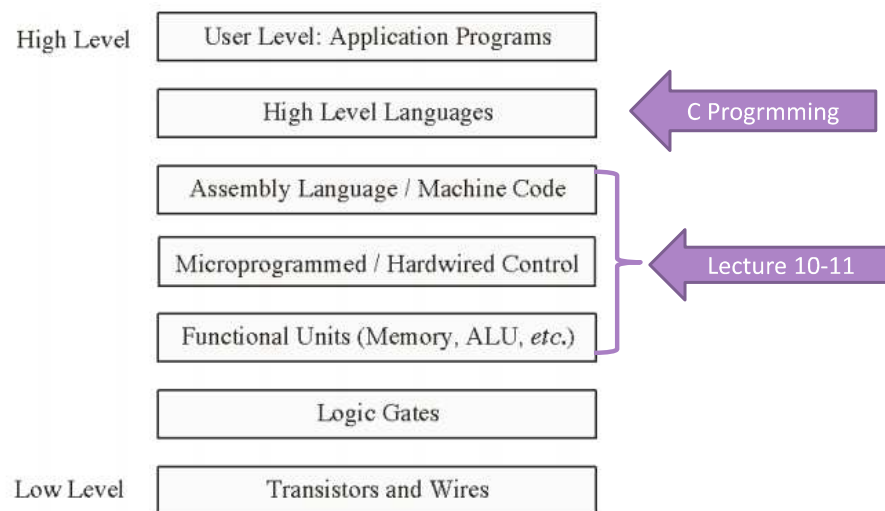 High Level
User Level: Application Programs
High Level Languages
C Progrmming
Assembly Language / Machine Code
Microprogrammed / Hardwired Control
Lecture 10-11
Functional Units (Memory, ALU, etc.)
Logic Gates
Low Level
Transistors and Wires